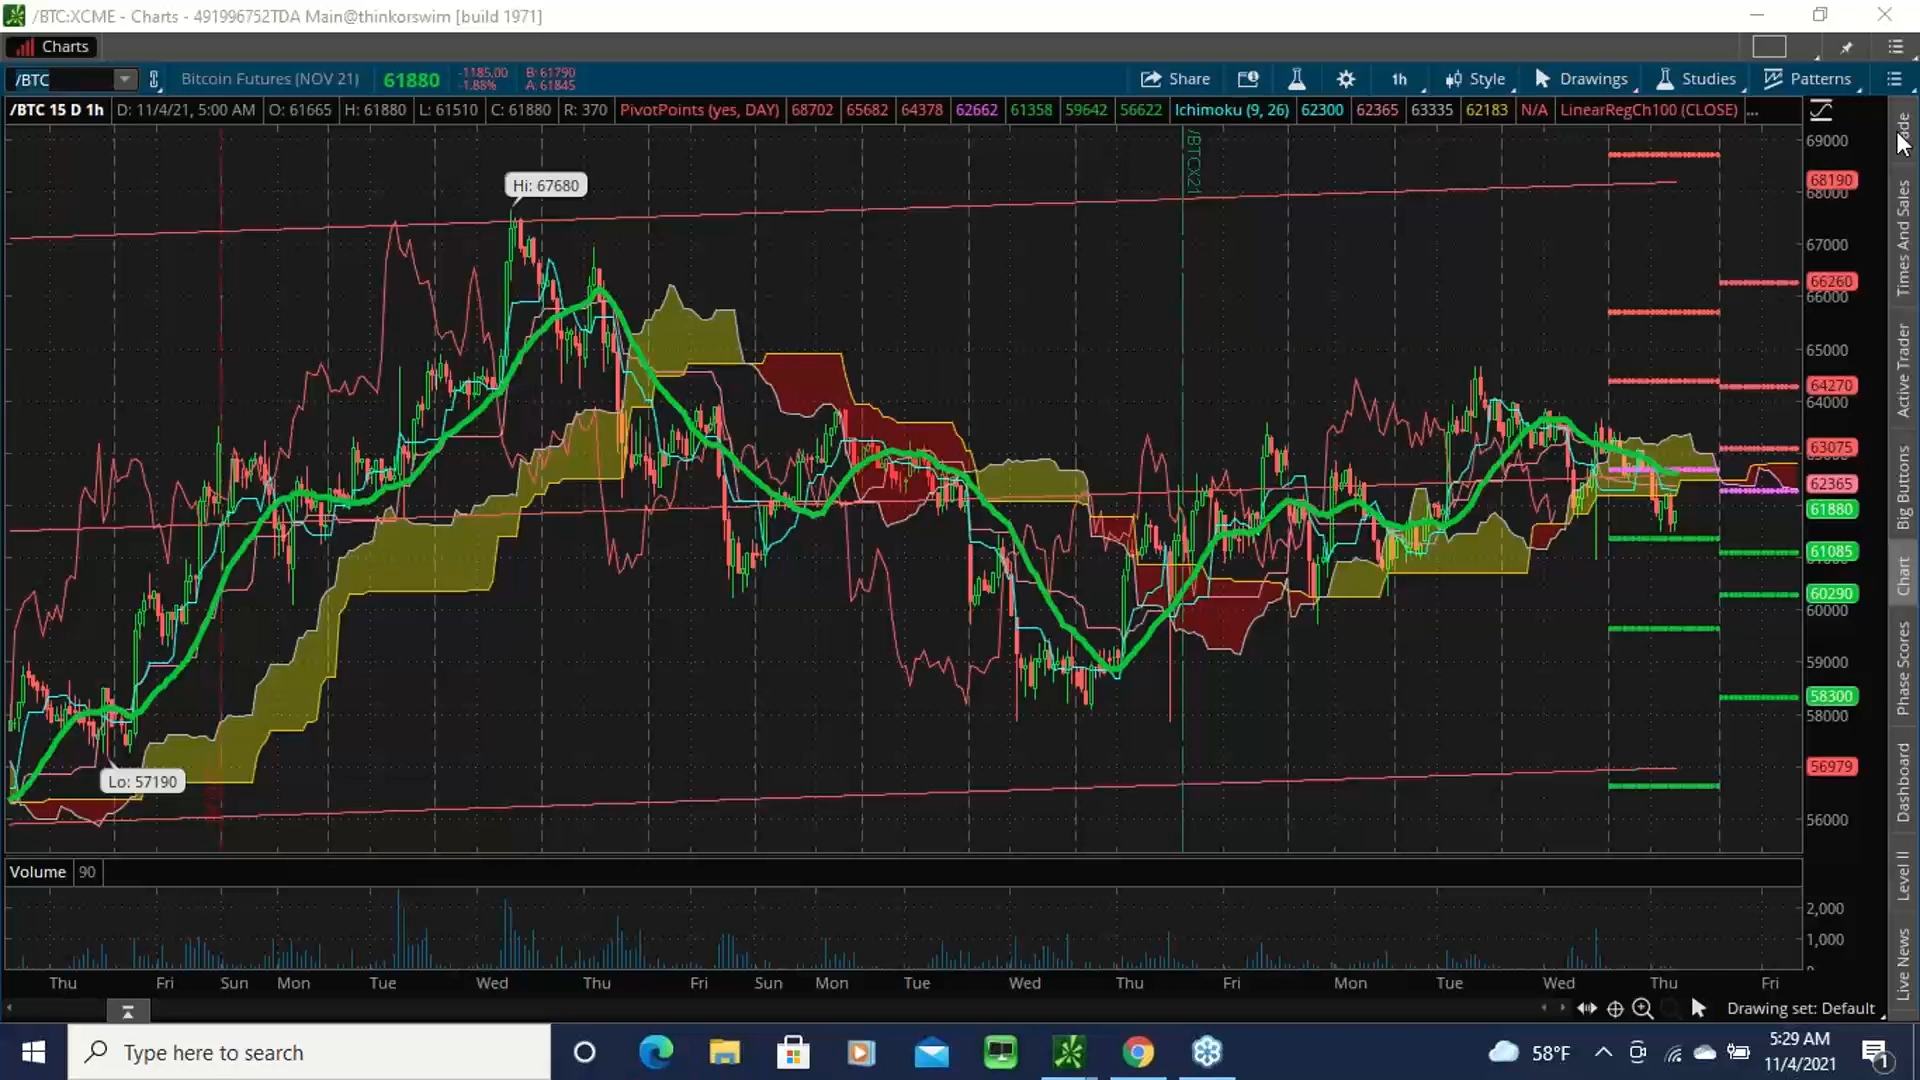 /BTC:XCME - Charts - 491996752TDA Main@thinkorswim [build 1971]
Charts
/BTC Bitcoin Futures (NOV 21) 61880 -1185.00 -1.88% B: 61790 A: 61845 Share 1h Style Drawings Studies Patterns
/BTC 15 D 1h D: 11/4/21, 5:00 AM O: 61665 H: 61880 L: 61510 C: 61880 R: 370 PivotPoints (yes, DAY) 68702 65682 64378 62662 61358 59642 56622 Ichimoku (9, 26) 62300 62365 63335 62183 N/A LinearRegCh100 (CLOSE) ...
/BTCX21
Hi: 67680
Lo: 57190
69000
68190
68000
67000
66260
66000
65000
64270
64000
63075
62365
61880
61085
60290
60000
59000
58300
58000
56979
56000
Times And Sales
Active Trader
Big Buttons
Chart
Phase Scores
Dashboard
Level II
Live News
Volume 90
2,000
1,000
Thu Fri Sun Mon Tue Wed Thu Fri Sun Mon Tue Wed Thu Fri Mon Tue Wed Thu Fri
Drawing set: Default
Type here to search
58°F
5:29 AM
11/4/2021
1